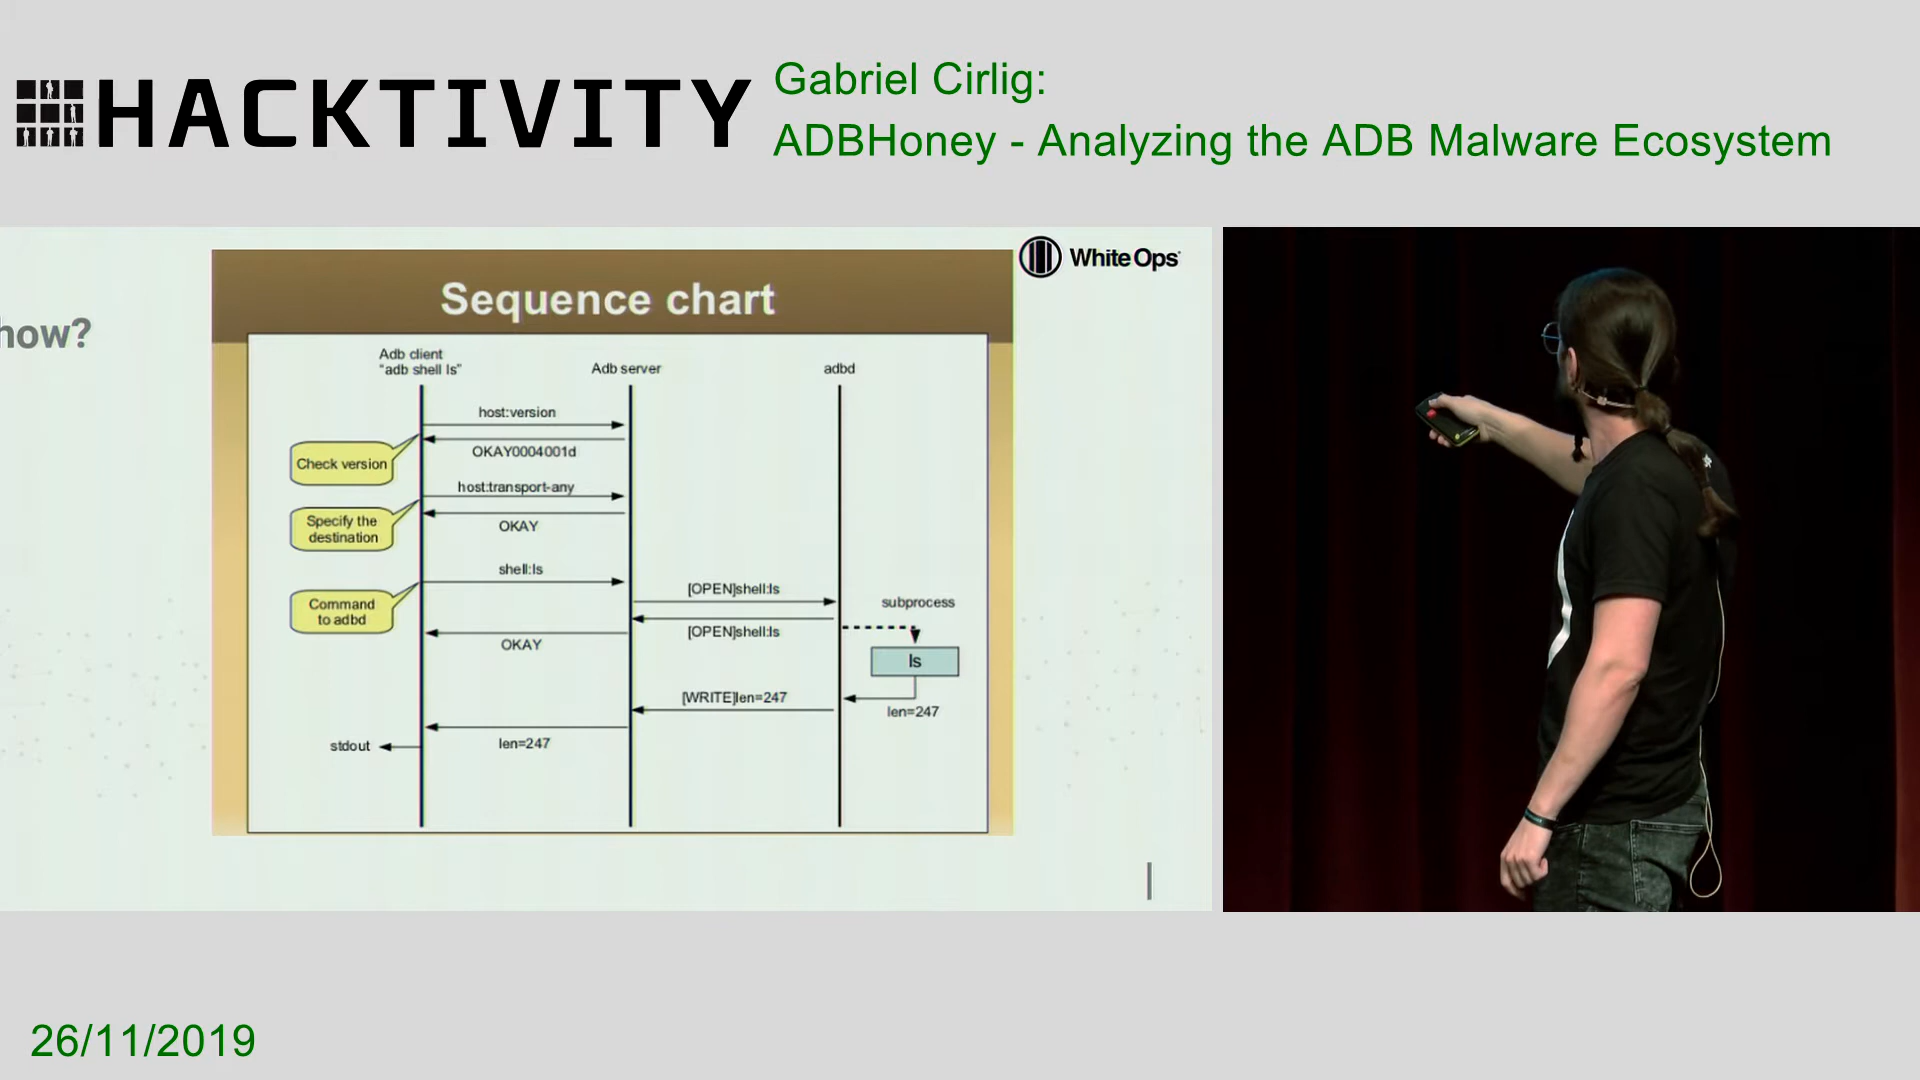 HACKTIVITY
Gabriel Cirlig:
ADBHoney - Analyzing the ADB Malware Ecosystem
White Ops
how?
Sequence chart
Adb client
"adb shell ls"
Adb server
adbd
host:version
OKAY0004001d
Check version
host:transport-any
Specify the
destination
OKAY
shell:ls
[OPEN]shell:ls
subprocess
Command
to adbd
[OPEN]shell:ls
OKAY
ls
[WRITE]len=247
len=247
stdout
len=247
26/11/2019